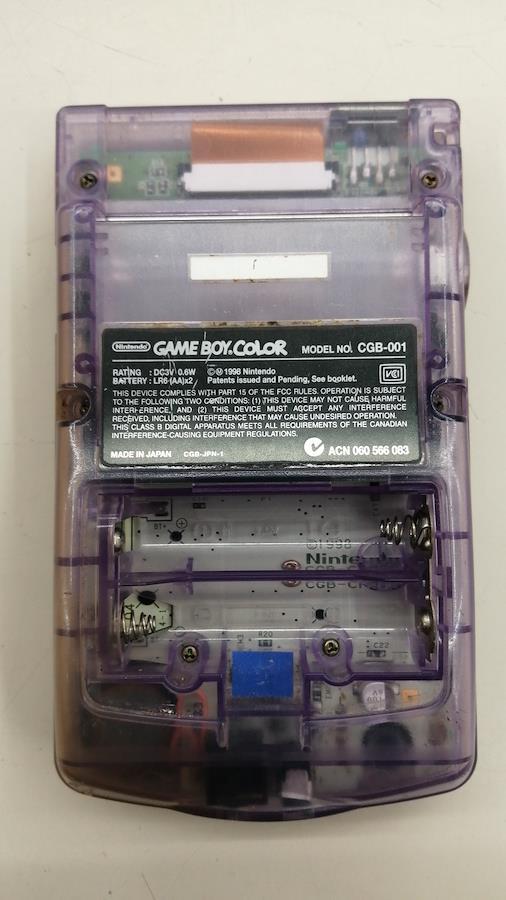 Nintendo GAME BOY COLOR MODEL NO. CGB-001
RATING : DC3V 0.6W ©Ⓜ 1998 Nintendo
BATTERY : LR6 (AA)x2 Patents issued and Pending, See booklet.
THIS DEVICE COMPLIES WITH PART 15 OF THE FCC RULES. OPERATION IS SUBJECT
TO THE FOLLOWING TWO CONDITIONS: (1) THIS DEVICE MAY NOT CAUSE HARMFUL
INTERFERENCE, AND (2) THIS DEVICE MUST ACCEPT ANY INTERFERENCE
RECEIVED, INCLUDING INTERFERENCE THAT MAY CAUSE UNDESIRED OPERATION.
THIS CLASS B DIGITAL APPARATUS MEETS ALL REQUIREMENTS OF THE CANADIAN
INTERFERENCE-CAUSING EQUIPMENT REGULATIONS.
MADE IN JAPAN CGB-JPN-1 ACN 060 566 083
BT+
©1998
Nintendo
R20
C22